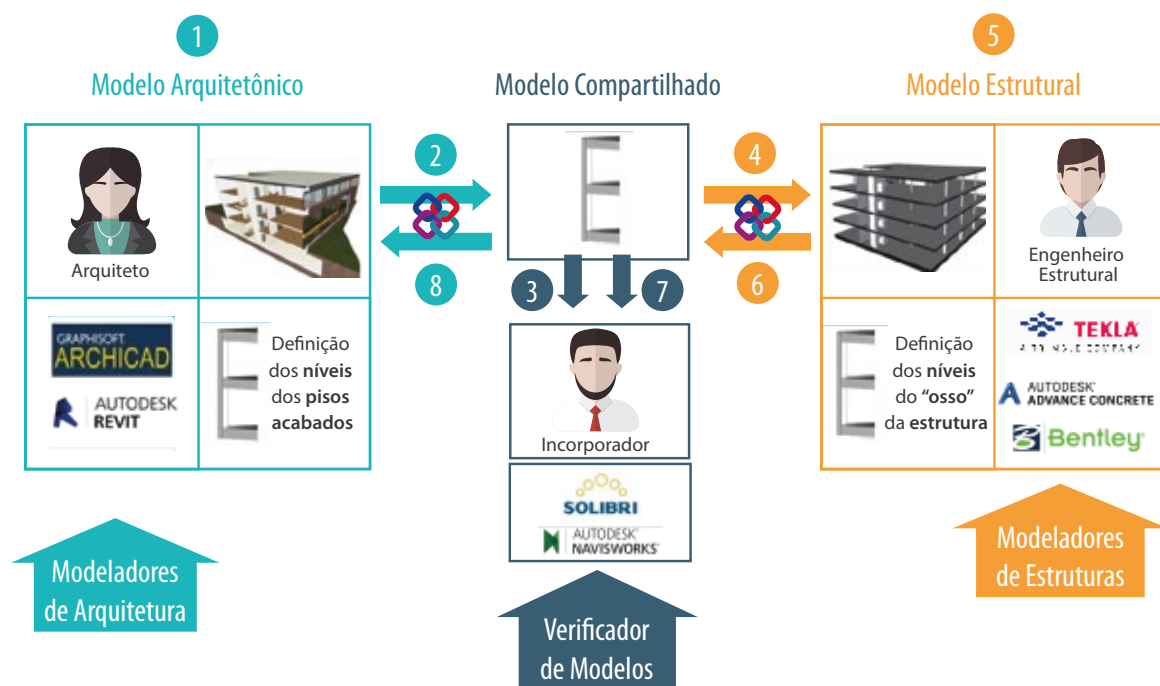 1
Modelo Arquitetônico
Arquiteto
GRAPHISOFT
ARCHICAD
AUTODESK
REVIT
Definição
dos níveis
dos pisos
acabados
Modeladores
de Arquitetura
2
8
Modelo Compartilhado
3
7
Incorporador
SOLIBRI
AUTODESK®
NAVISWORKS®
Verificador
de Modelos
4
6
5
Modelo Estrutural
Engenheiro
Estrutural
Definição
dos níveis
do “osso”
da estrutura
TEKLA
AUTODESK®
ADVANCE CONCRETE
Bentley®
Modeladores
de Estruturas